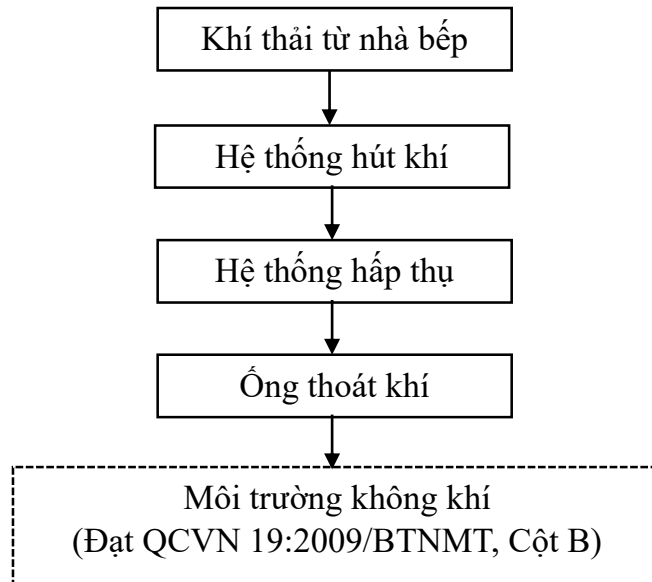 Khí thải từ nhà bếp
Hệ thống hút khí
Hệ thống hấp thụ
Ống thoát khí
Môi trường không khí
(Đạt QCVN 19:2009/BTNMT, Cột B)